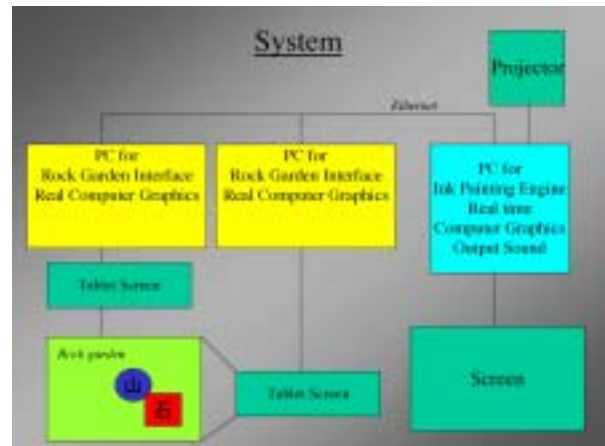 System
Projector
Ethernet
PC for
Rock Garden Interface
Real Computer Graphics
PC for
Rock Garden Interface
Real Computer Graphics
PC for
Ink Painting Engine
Real time
Computer Graphics
Output Sound
Tablet Screen
Rock garden
山
石
Tablet Screen
Screen